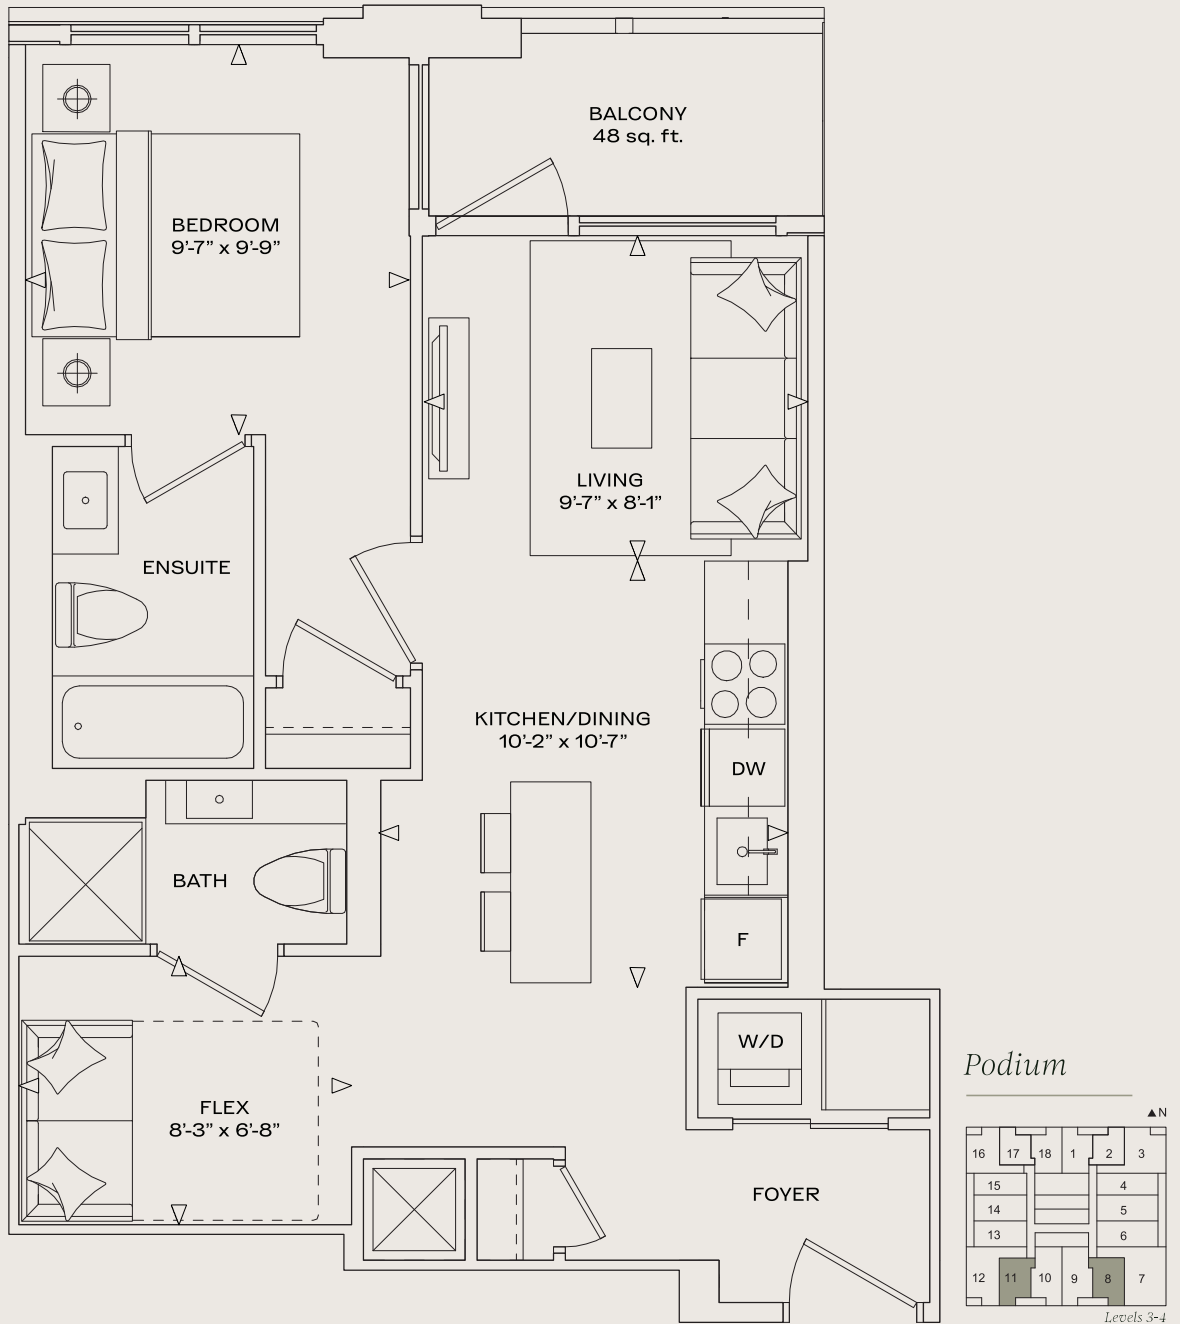 BALCONY
48 sq. ft.
BEDROOM
9’-7” x 9’-9”
LIVING
9’-7” x 8’-1”
ENSUITE
KITCHEN/DINING
10’-2” x 10’-7”
DW
BATH
F
W/D
FLEX
8’-3” x 6’-8”
FOYER
Podium
▲N
16 17 18 1 2 3
15 4
14 5
13 6
12 11 10 9 8 7
Levels 3-4